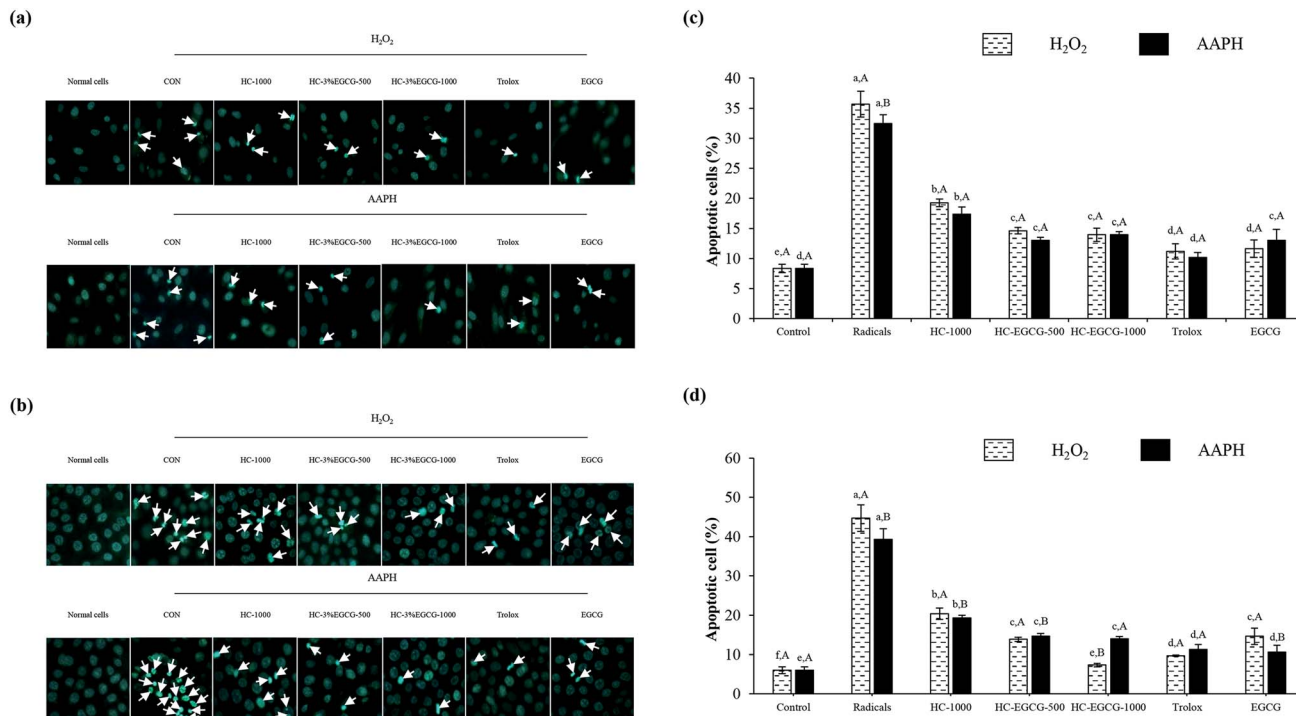 (a)
H₂O₂
Normal cells CON HC-1000 HC-3%EGCG-500 HC-3%EGCG-1000 Trolox EGCG
AAPH
Normal cells CON HC-1000 HC-3%EGCG-500 HC-3%EGCG-1000 Trolox EGCG
(b)
H₂O₂
Normal cells CON HC-1000 HC-3%EGCG-500 HC-3%EGCG-1000 Trolox EGCG
AAPH
Normal cells CON HC-1000 HC-3%EGCG-500 HC-3%EGCG-1000 Trolox EGCG
(c)
H₂O₂ AAPH
Apoptotic cells (%)
40
35
30
25
20
15
10
5
0
e,A d,A a,A a,B b,A b,A c,A c,A c,A c,A d,A d,A d,A c,A
Control Radicals HC-1000 HC-EGCG-500 HC-EGCG-1000 Trolox EGCG
(d)
H₂O₂ AAPH
Apoptotic cell (%)
60
50
40
30
20
10
0
f,A e,A a,A a,B b,A b,B c,A c,B e,B c,A d,A d,A c,A d,B
Control Radicals HC-1000 HC-EGCG-500 HC-EGCG-1000 Trolox EGCG